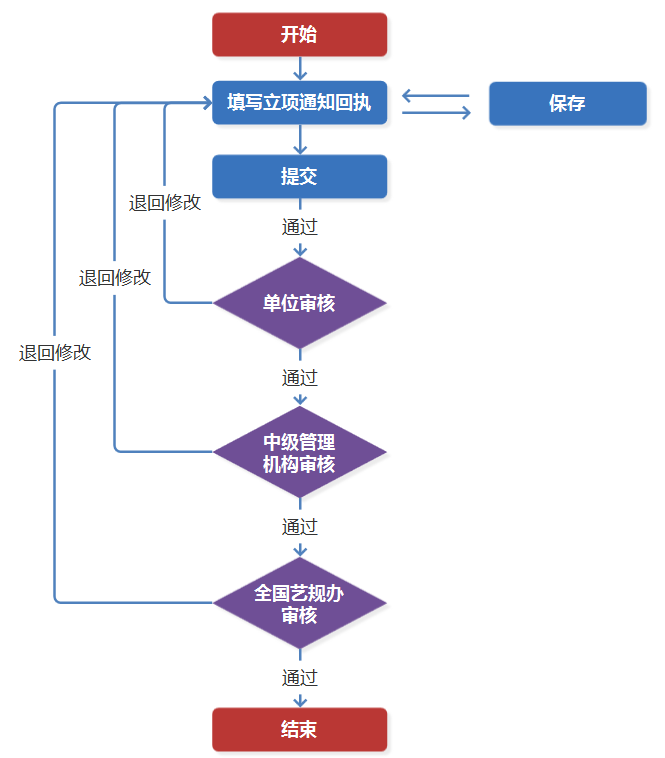 开始
填写立项通知回执
保存
提交
退回修改
通过
退回修改
单位审核
退回修改
通过
中级管理
机构审核
通过
全国艺规办
审核
通过
结束